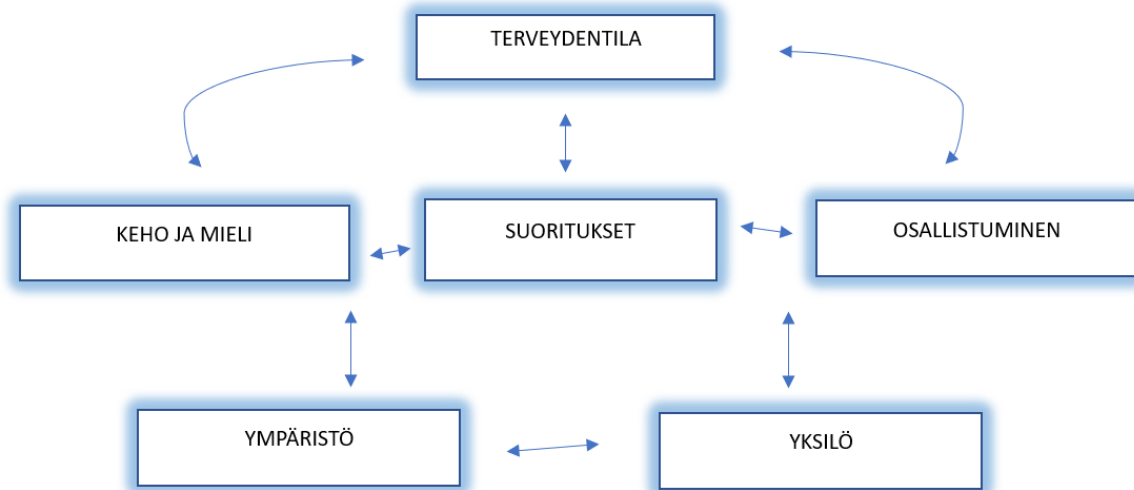 TERVEYDENTILA
KEHO JA MIELI
SUORITUKSET
OSALLISTUMINEN
YMPÄRISTÖ
YKSILÖ